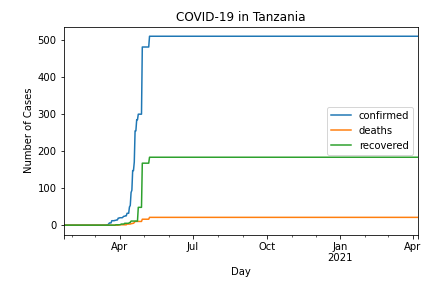 COVID-19 in Tanzania
Number of Cases
500
400
300
200
100
0
confirmed
deaths
recovered
Apr
Jul
Oct
Jan
2021
Apr
Day